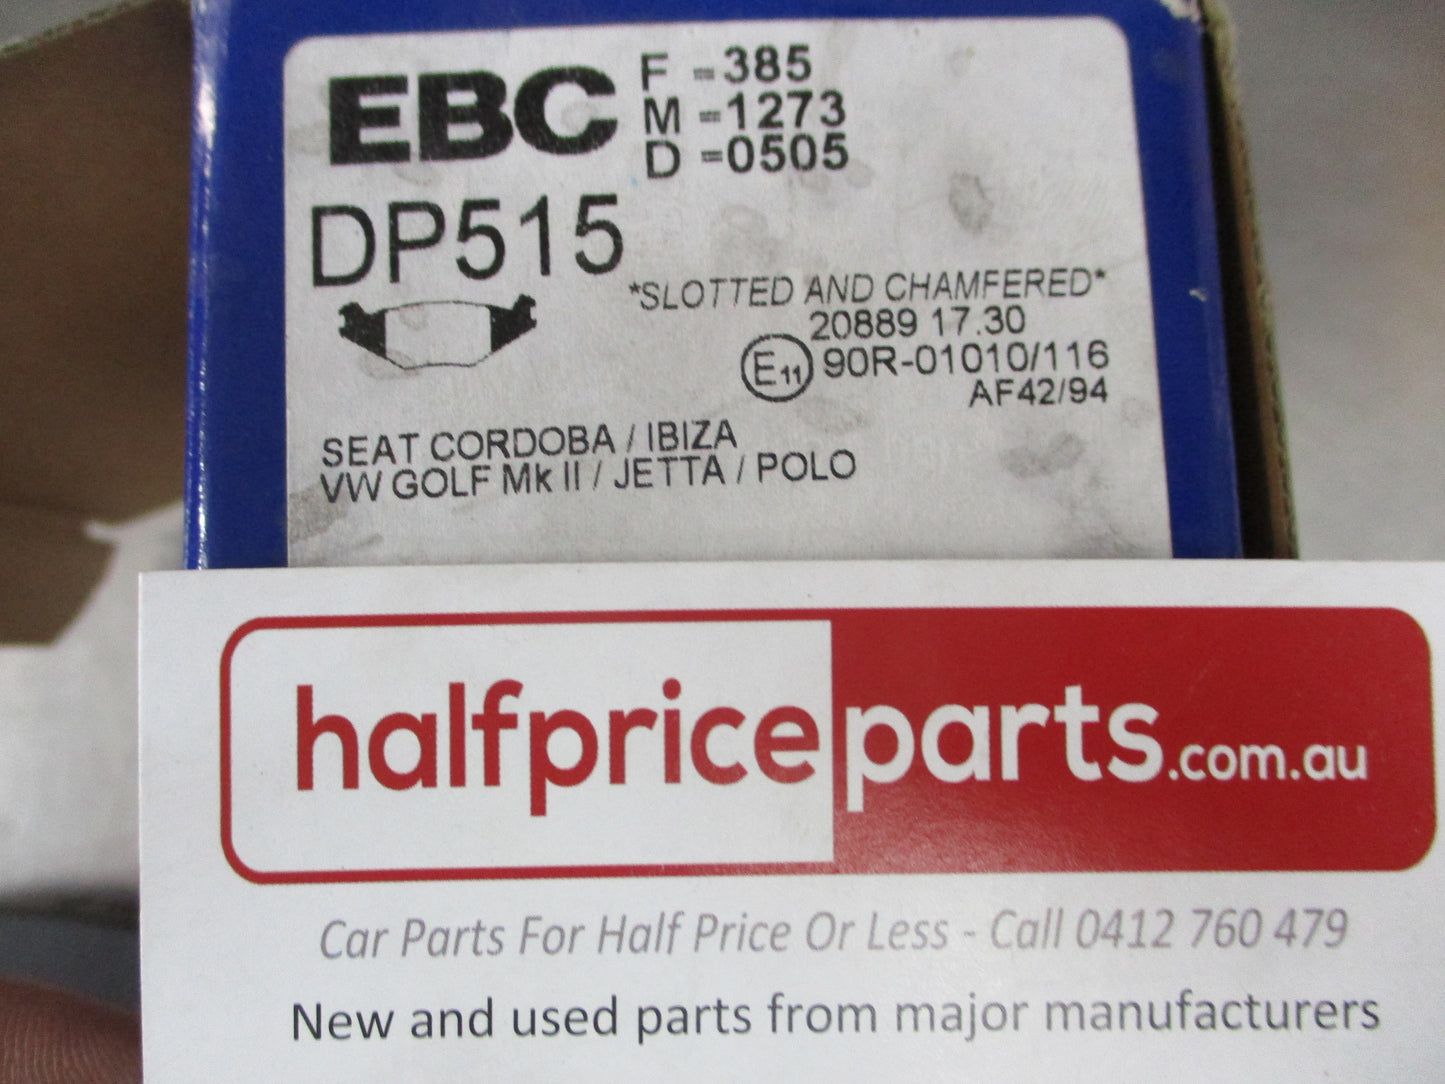 EBC
F =385
M =1273
D =0505
DP515
*SLOTTED AND CHAMFERED*
20889 17.30
E11 90R-01010/116
AF42/94
SEAT CORDOBA / IBIZA
VW GOLF Mk II / JETTA / POLO
halfpriceparts.com.au
Car Parts For Half Price Or Less - Call 0412 760 479
New and used parts from major manufacturers